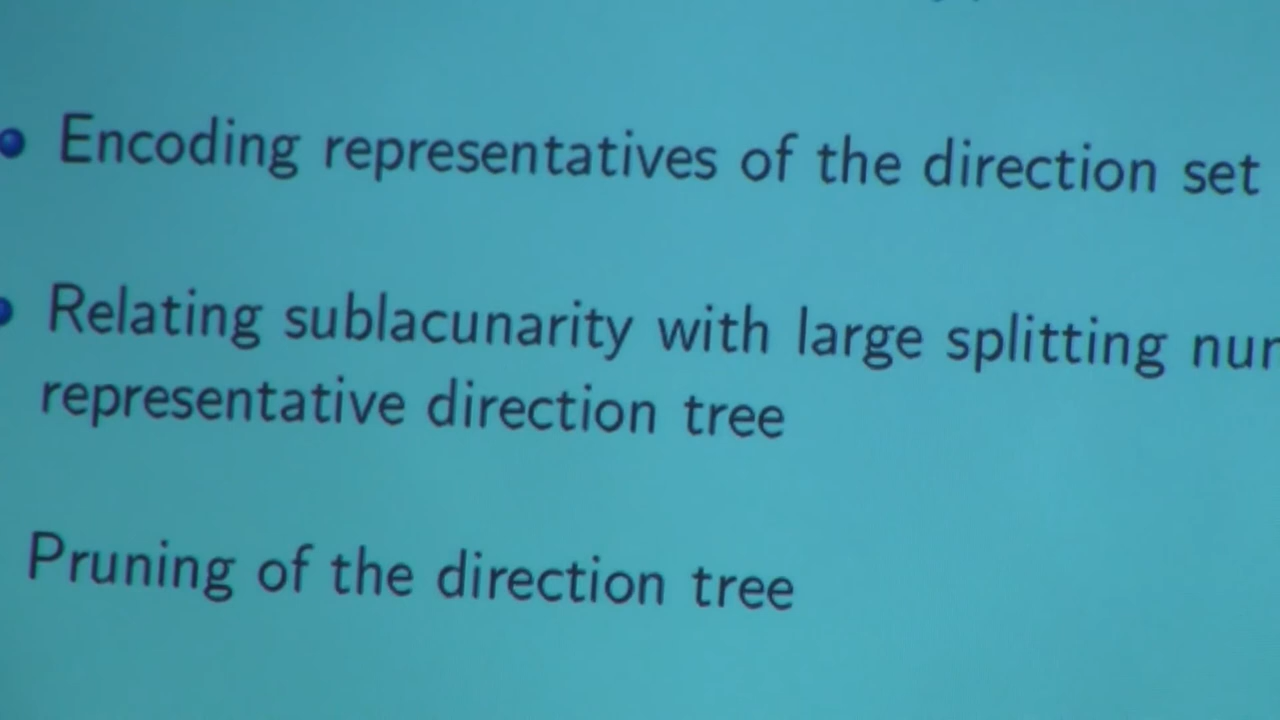 Encoding representatives of the direction set
Relating sublacunarity with large splitting
representative direction tree
Pruning of the direction tree